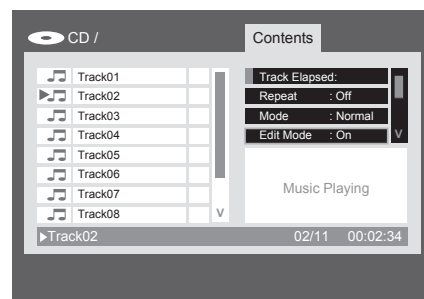 CD /
Contents
Track01
Track02
Track03
Track04
Track05
Track06
Track07
Track08
V
Track Elapsed:
Repeat : Off
Mode : Normal
Edit Mode : On
V
Music Playing
Track02 02/11 00:02:34